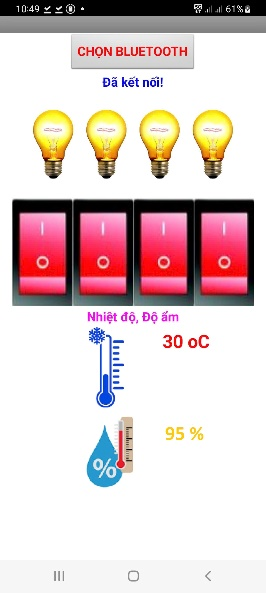 10:49
61%
CHỌN BLUETOOTH
Đã kết nối!
Nhiệt độ, Độ ẩm
30 oC
%
95 %